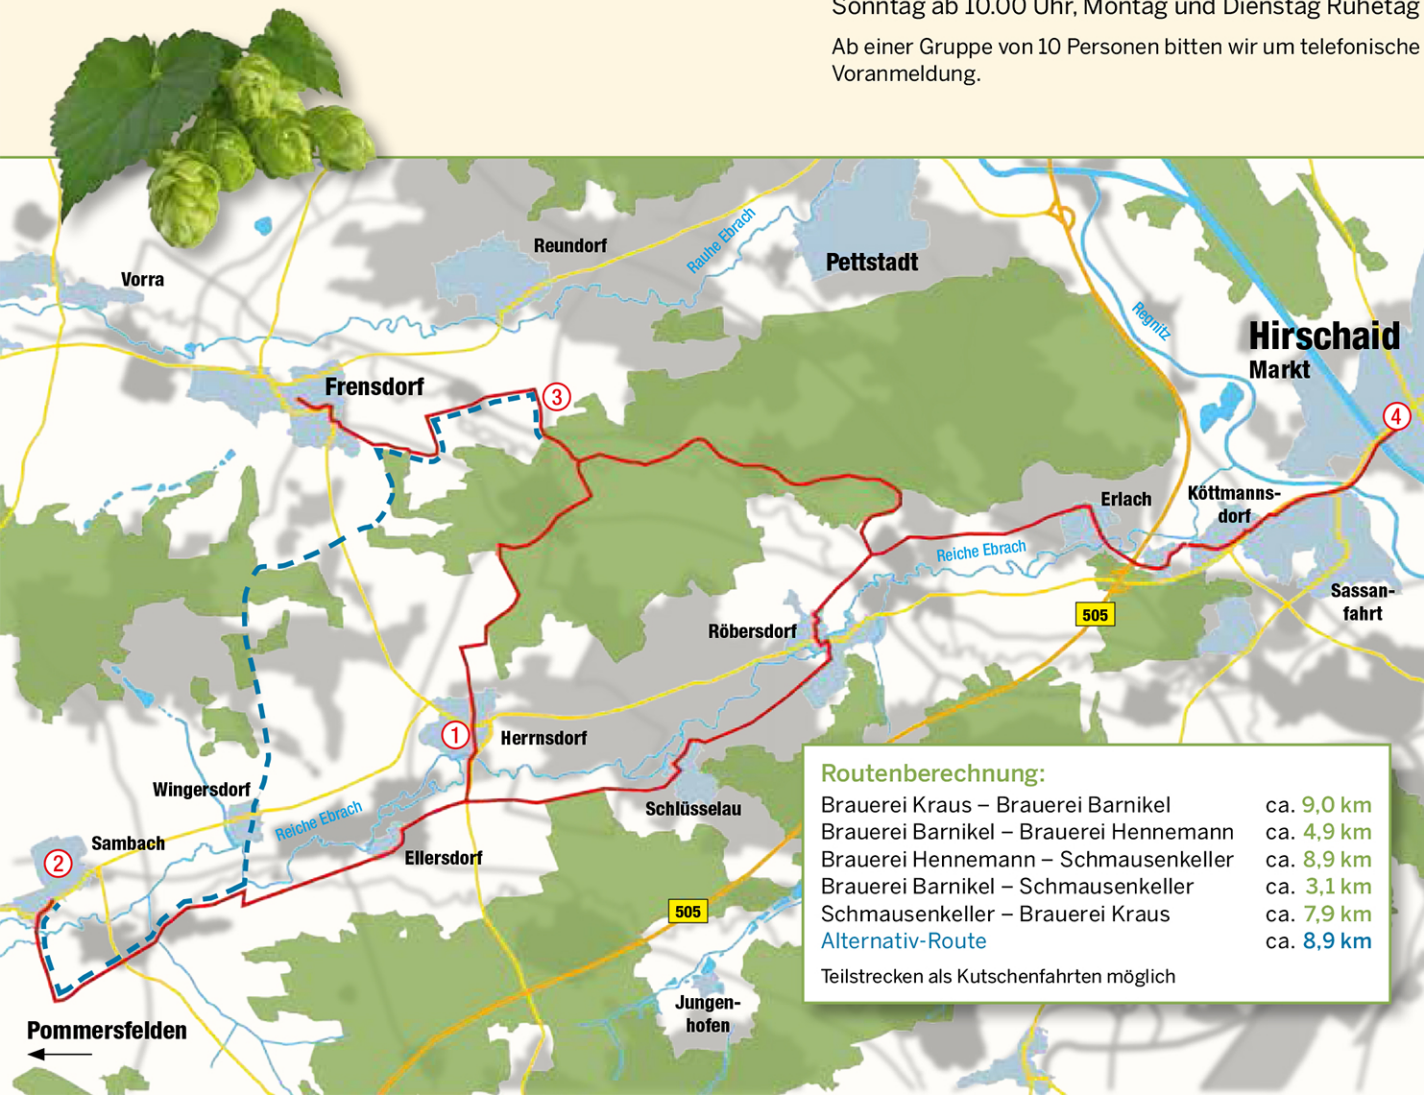 Sonntag ab 10.00 Uhr, Montag und Dienstag Ruhetag
Ab einer Gruppe von 10 Personen bitten wir um telefonische
Voranmeldung.
Reundorf
Rauhe Ebrach
Pettstadt
Vorra
Regnitz
Hirschaid
Markt
Frensdorf
3
4
Erlach
Köttmanns-
dorf
Reiche Ebrach
Sassan-
fahrt
505
Röbersdorf
1
Herrnsdorf
Wingersdorf
Reiche Ebrach
Schlüsselau
Sambach
2
Ellersdorf
505
Jungen-
hofen
Pommersfelden
Routenberechnung:
Brauerei Kraus – Brauerei Barnikel ca. 9,0 km
Brauerei Barnikel – Brauerei Hennemann ca. 4,9 km
Brauerei Hennemann – Schmausenkeller ca. 8,9 km
Brauerei Barnikel – Schmausenkeller ca. 3,1 km
Schmausenkeller – Brauerei Kraus ca. 7,9 km
Alternativ-Route ca. 8,9 km
Teilstrecken als Kutschenfahrten möglich